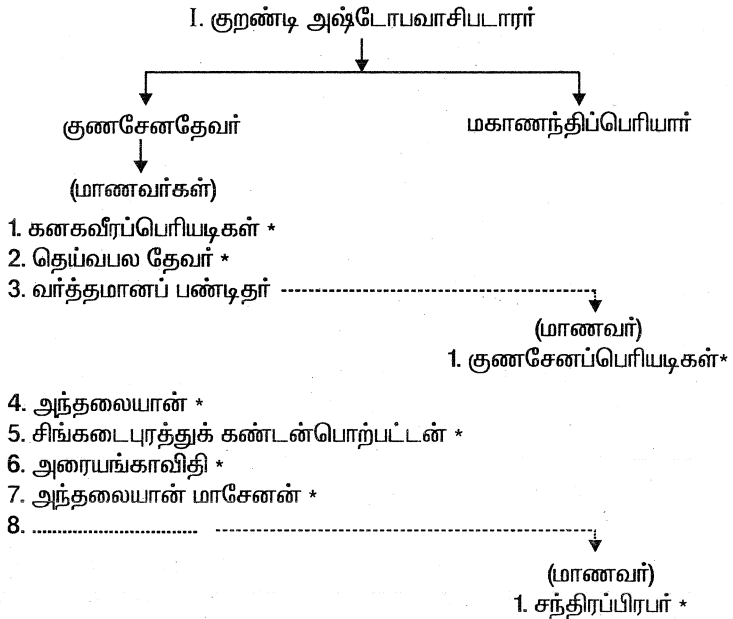 I. குறண்டி அஷ்டோபவாசிபடாரர்
குணசேனதேவர்
மகாணந்திப்பெரியார்
(மாணவர்கள்)
1. கனகவீரப்பெரியடிகள் *
2. தெய்வபல தேவர் *
3. வர்த்தமானப் பண்டிதர்
(மாணவர்)
1. குணசேனப்பெரியடிகள்*
4. அந்தலையான் *
5. சிங்கடைபுரத்துக் கண்டன்பொற்பட்டன் *
6. அரையங்காவிதி *
7. அந்தலையான் மாசேனன் *
8. ..............................
(மாணவர்)
1. சந்திரப்பிரபர் *